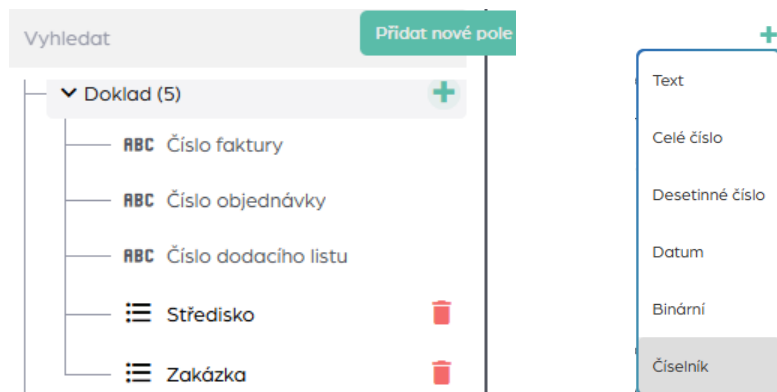 Vyhledat
Přidat nové pole
Doklad (5)
ABC Číslo faktury
ABC Číslo objednávky
ABC Číslo dodacího listu
Středisko
Zakázka
Text
Celé číslo
Desetinné číslo
Datum
Binární
Číselník